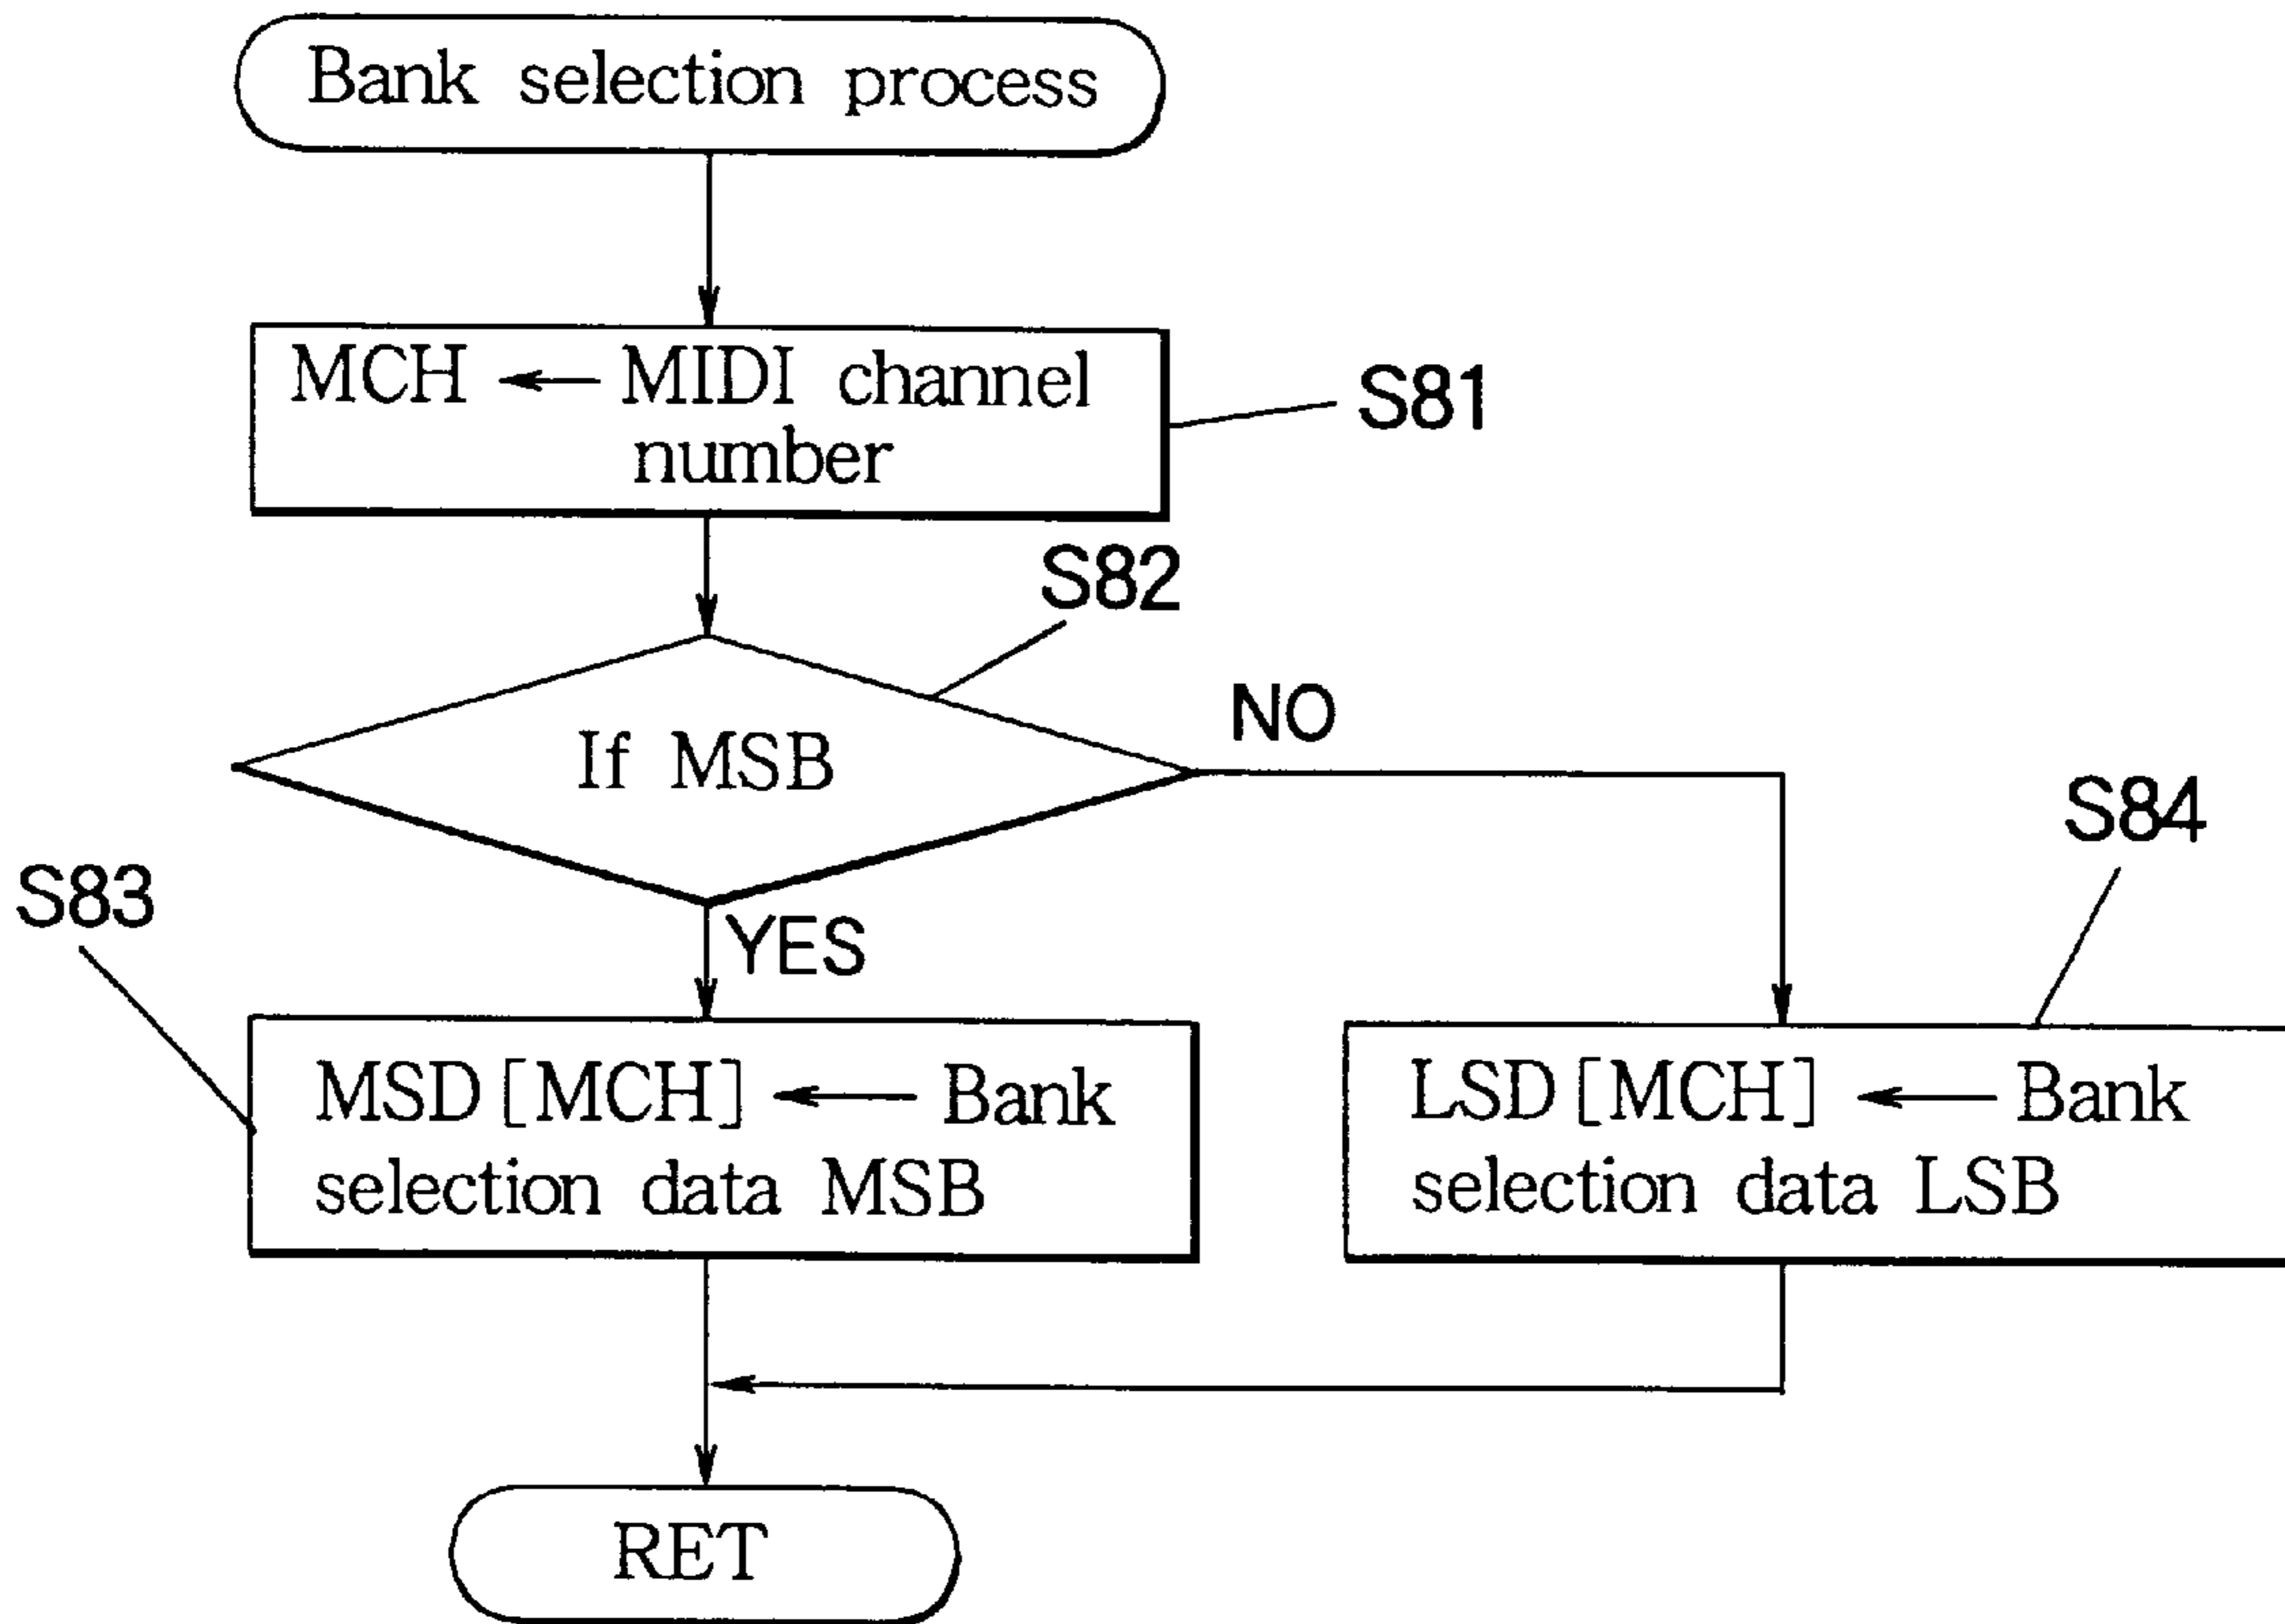 Bank selection process
MCH ← MIDI channel
number
S81
S82
If MSB
NO
YES
S83
MSD [MCH] ← Bank
selection data MSB
S84
LSD [MCH] ← Bank
selection data LSB
RET